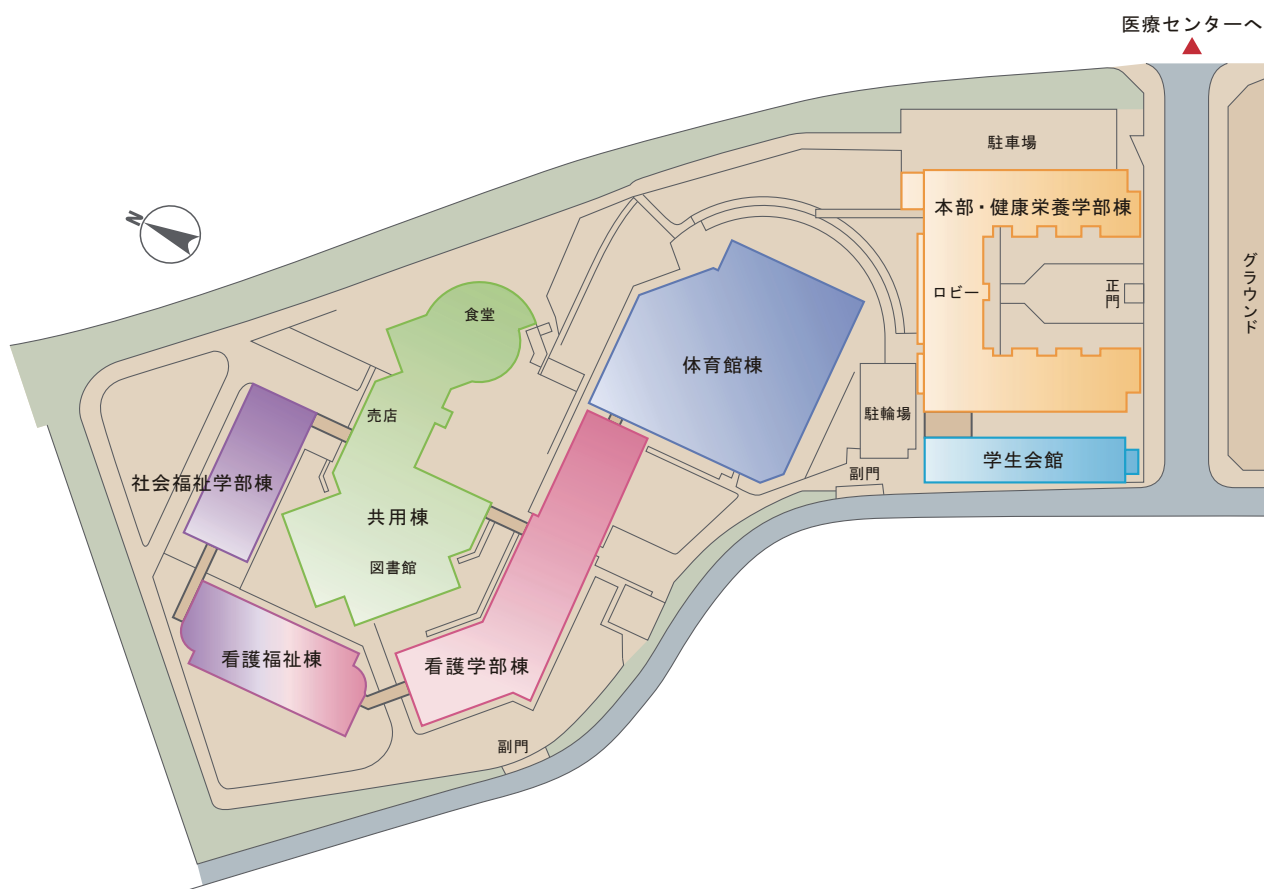 医療センターへ
駐車場
本部・健康栄養学部棟
N
グラウンド
ロビー
正門
食堂
体育館棟
売店
駐輪場
学生会館
副門
社会福祉学部棟
共用棟
図書館
看護福祉棟
看護学部棟
副門